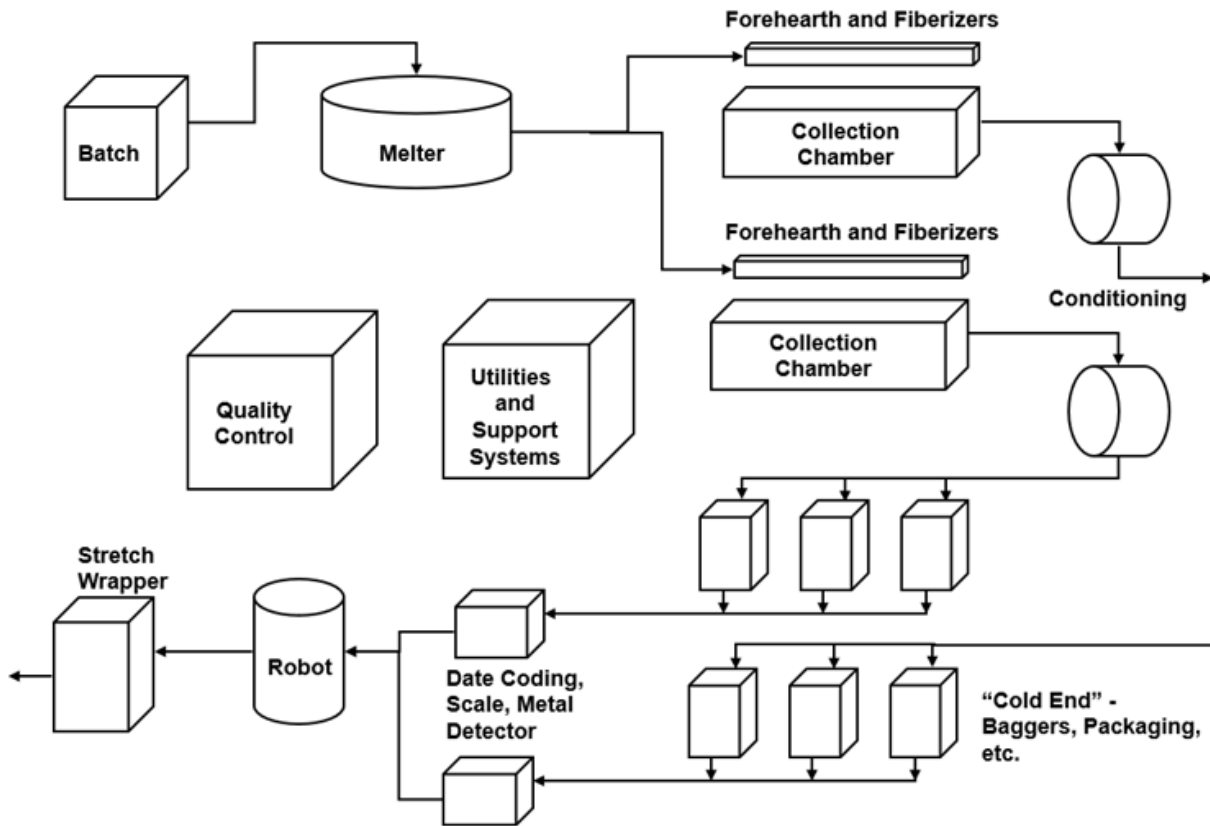 Forehearth and Fiberizers
Batch
Melter
Collection
Chamber
Forehearth and Fiberizers
Conditioning
Quality
Control
Utilities
and
Support
Systems
Collection
Chamber
Stretch
Wrapper
Robot
Date Coding,
Scale, Metal
Detector
“Cold End” -
Baggers, Packaging,
etc.